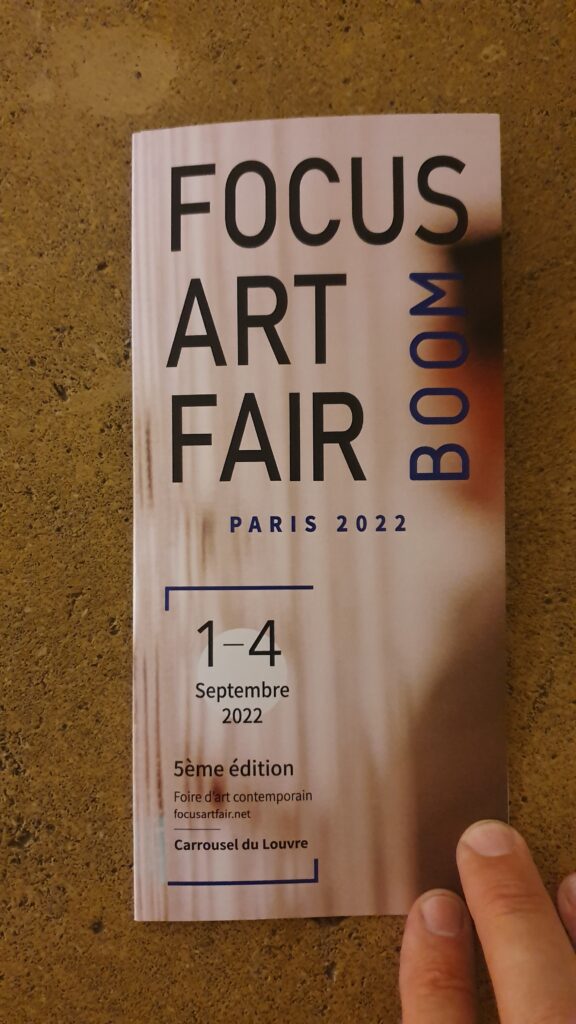 FOCUS
ART
FAIR
BOOM
PARIS 2022
1–4
Septembre
2022
5ème édition
Foire d'art contemporain
focusartfair.net
Carrousel du Louvre